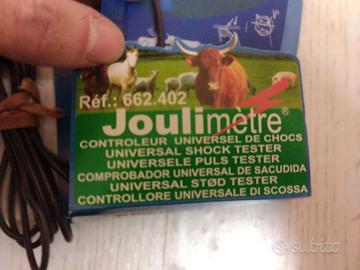 Réf.: 662.402
Joulimètre®
CONTROLEUR UNIVERSEL DE CHOCS
UNIVERSAL SHOCK TESTER
UNIVERSELE PULS TESTER
COMPROBADOR UNIVERSAL DE SACUDIDA
UNIVERSAL STØD TESTER
CONTROLLORE UNIVERSALE DI SCOSSA
subito